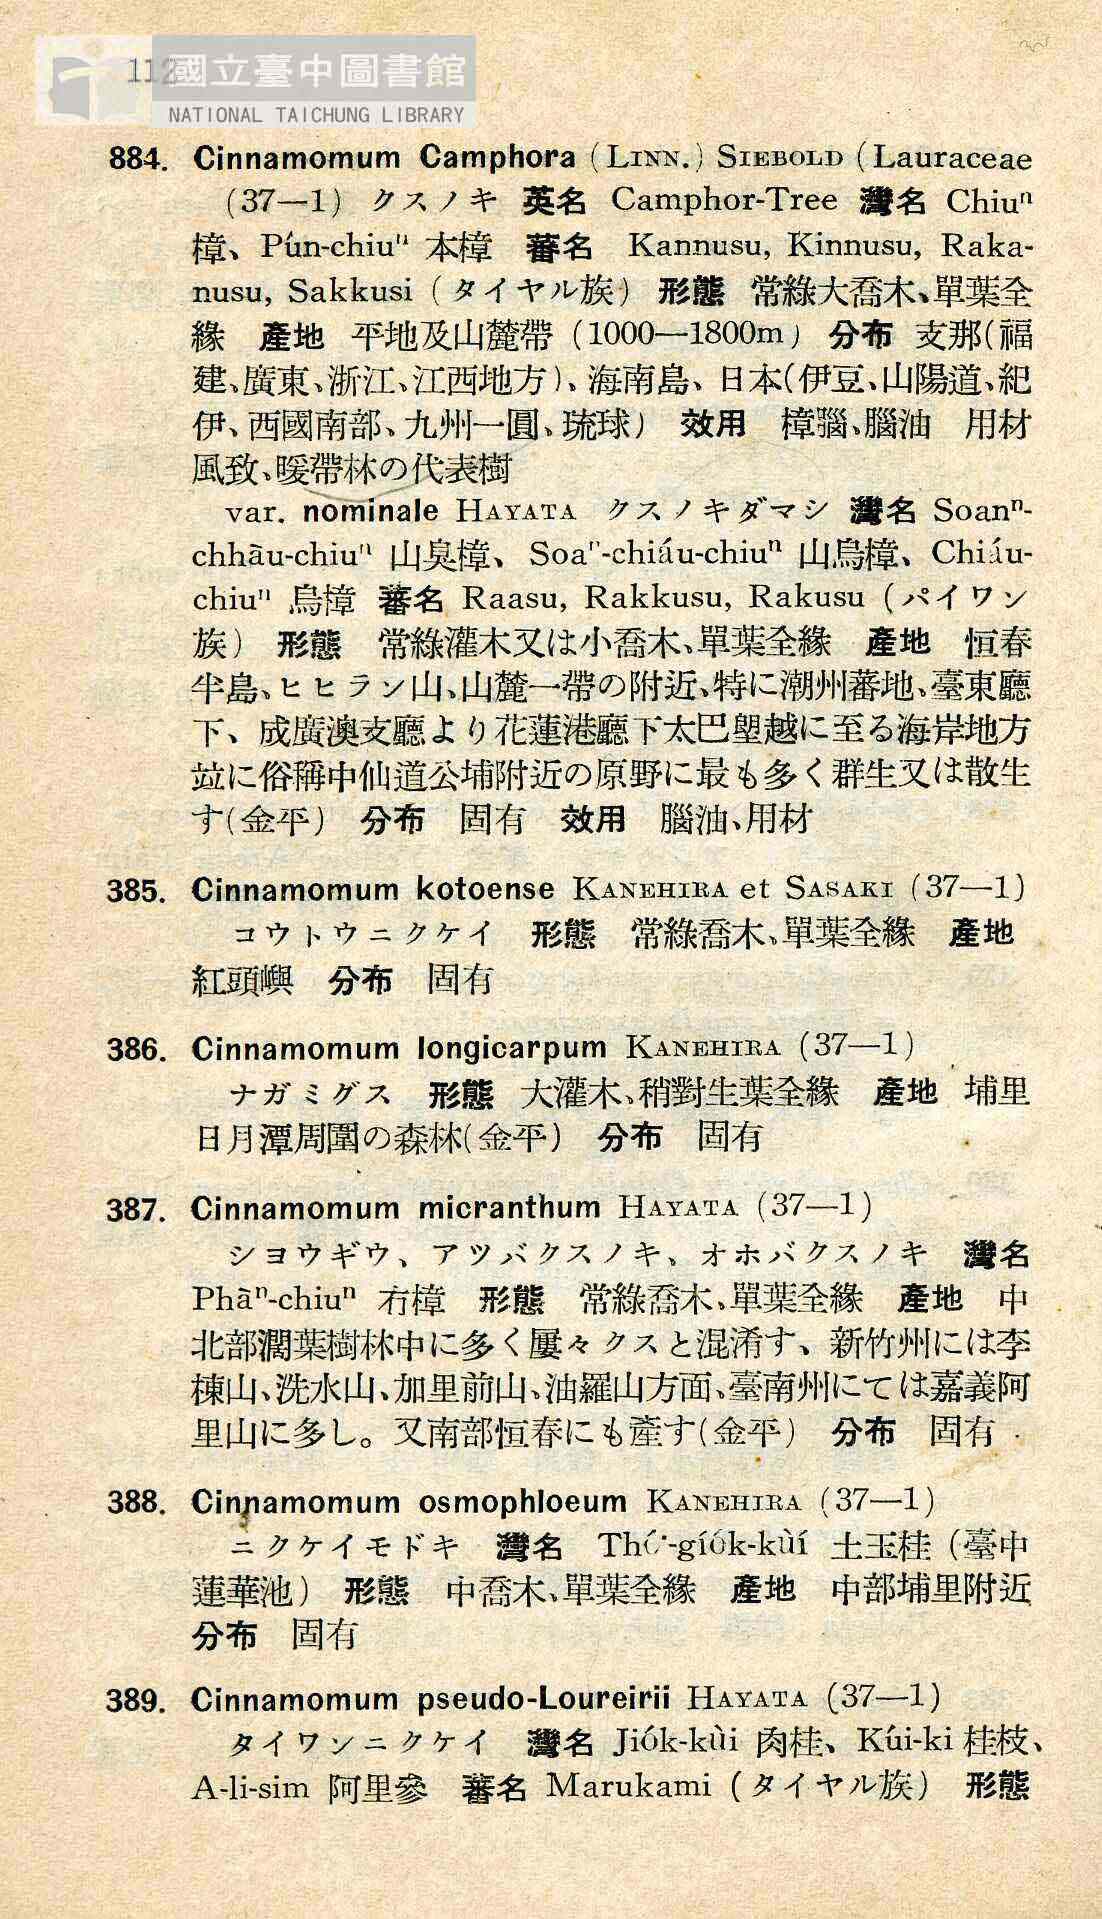 112
國立臺中圖書館
NATIONAL TAICHUNG LIBRARY
884. Cinnamomum Camphora (LINN.) SIEBOLD (Lauraceae
(37—1) クスノキ 英名 Camphor-Tree 灣名 Chiuⁿ
樟、Pún-chiuⁿ 本樟 蕃名 Kannusu, Kinnusu, Raka-
nusu, Sakkusi (タイヤル族) 形態 常綠大喬木、單葉全
緣 產地 平地及山麓帶 (1000—1800m) 分布 支那(福
建、廣東、浙江、江西地方)、海南島、日本(伊豆、山陽道、紀
伊、西國南部、九州一圓、琉球) 效用 樟腦、腦油 用材
風致、暖帶林の代表樹
var. nominale HAYATA クスノキダマシ 灣名 Soanⁿ-
chhàu-chiuⁿ 山臭樟、Soaⁿ-chiáu-chiuⁿ 山烏樟、Chiáu-
chiuⁿ 烏樟 蕃名 Raasu, Rakkusu, Rakusu (パイワン
族) 形態 常綠灌木又は小喬木、單葉全緣 產地 恒春
半島、ヒヒラン山、山麓一帶の附近、特に潮州蕃地、臺東廳
下、成廣澳支廳より花蓮港廳下太巴塱越に至る海岸地方
竝に俗稱中仙道公埔附近の原野に最も多く群生又は散生
す(金平) 分布 固有 效用 腦油、用材
385. Cinnamomum kotoense KANEHIRA et SASAKI (37—1)
コウトウニクケイ 形態 常綠喬木、單葉全緣 產地
紅頭嶼 分布 固有
386. Cinnamomum longicarpum KANEHIRA (37—1)
ナガミグス 形態 大灌木、稍對生葉全緣 產地 埔里
日月潭周圍の森林(金平) 分布 固有
387. Cinnamomum micranthum HAYATA (37—1)
シヨウギウ、アツバクスノキ、オホバクスノキ 灣名
Phàⁿ-chiuⁿ 冇樟 形態 常綠喬木、單葉全緣 產地 中
北部濶葉樹林中に多く屢々クスと混淆す、新竹州には李
棟山、洗水山、加里前山、油羅山方面、臺南州にては嘉義阿
里山に多し。又南部恒春にも產す(金平) 分布 固有
388. Cinnamomum osmophloeum KANEHIRA (37—1)
ニクケイモドキ 灣名 Thó͘-gíók-kùi 土玉桂 (臺中
蓮華池) 形態 中喬木、單葉全緣 產地 中部埔里附近
分布 固有
389. Cinnamomum pseudo-Loureirii HAYATA (37—1)
タイワンニクケイ 灣名 Jiók-kùi 肉桂、Kúi-ki 桂枝、
A-li-sim 阿里參 蕃名 Marukami (タイヤル族) 形態